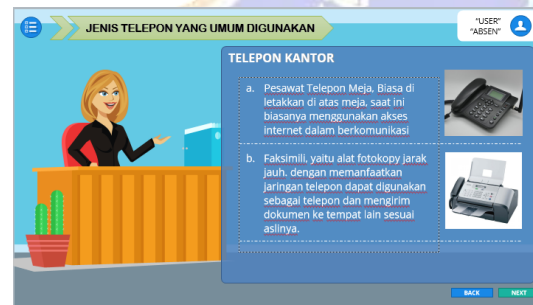 JENIS TELEPON YANG UMUM DIGUNAKAN
"USER"
"ABSEN"
TELEPON KANTOR
a. Pesawat Telepon Meja, Biasa di
letakkan di atas meja, saat ini
biasanya menggunakan akses
internet dalam berkomunikasi
b. Faksimili, yaitu alat fotokopy jarak
jauh. dengan memanfaatkan
jaringan telepon dapat digunakan
sebagai telepon dan mengirim
dokumen ke tempat lain sesuai
aslinya.
BACK
NEXT